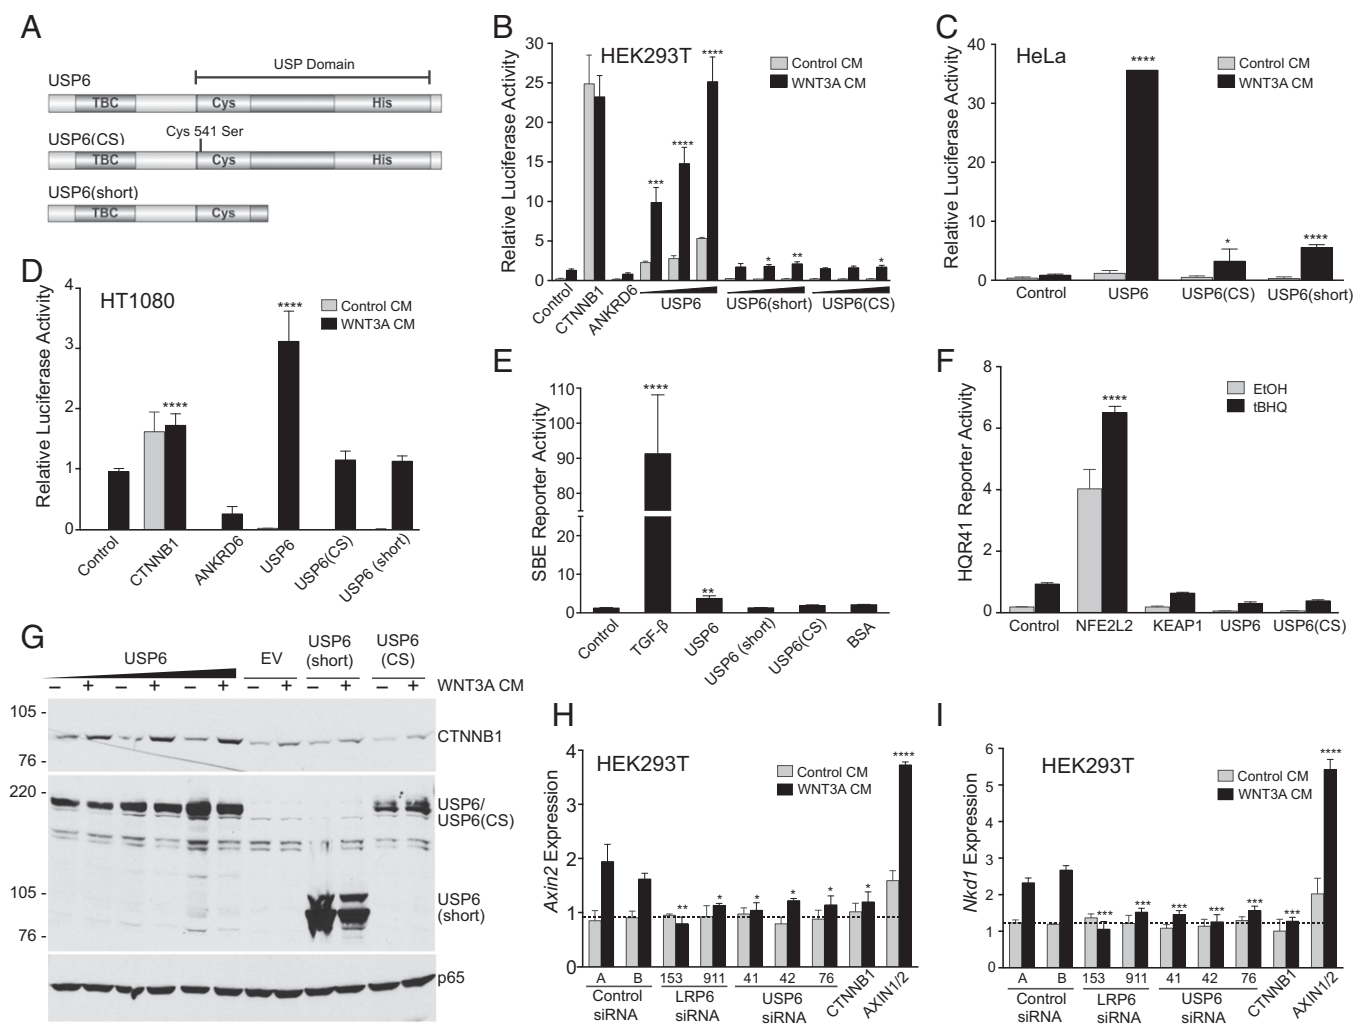 A
USP Domain
USP6
TBC
Cys
His
Cys 541 Ser
USP6(CS)
TBC
Cys
His
USP6(short)
TBC
Cys
B
HEK293T
Control CM
WNT3A CM
Relative Luciferase Activity
30
25
20
15
10
5
0
***
****
****
*
**
*
Control
CTNNB1
ANKRD6
USP6
USP6(short)
USP6(CS)
C
HeLa
Control CM
WNT3A CM
Relative Luciferase Activity
40
30
20
10
0
****
*
****
Control
USP6
USP6(CS)
USP6(short)
D
HT1080
Control CM
WNT3A CM
Relative Luciferase Activity
4
3
2
1
0
****
****
Control
CTNNB1
ANKRD6
USP6
USP6(CS)
USP6 (short)
E
SBE Reporter Activity
110
100
90
80
20
10
0
****
**
Control
TGF-β
USP6
USP6 (short)
USP6(CS)
BSA
F
EtOH
tBHQ
HQR41 Reporter Activity
8
6
4
2
0
****
Control
NFE2L2
KEAP1
USP6
USP6(CS)
G
USP6
EV
USP6 (short)
USP6 (CS)
– + – + – + – + – + – +
WNT3A CM
105 -
CTNNB1
76 -
220 -
USP6/
USP6(CS)
105 -
USP6
(short)
76 -
p65
H
HEK293T
Control CM
WNT3A CM
Axin2 Expression
4
3
2
1
0
**
*
*
*
*
*
****
A B 153 911 41 42 76
Control siRNA
LRP6 siRNA
USP6 siRNA
CTNNB1
AXIN1/2
I
HEK293T
Control CM
WNT3A CM
Nkd1 Expression
6
5
4
3
2
1
0
***
***
***
***
***
***
****
A B 153 911 41 42 76
Control siRNA
LRP6 siRNA
USP6 siRNA
CTNNB1
AXIN1/2